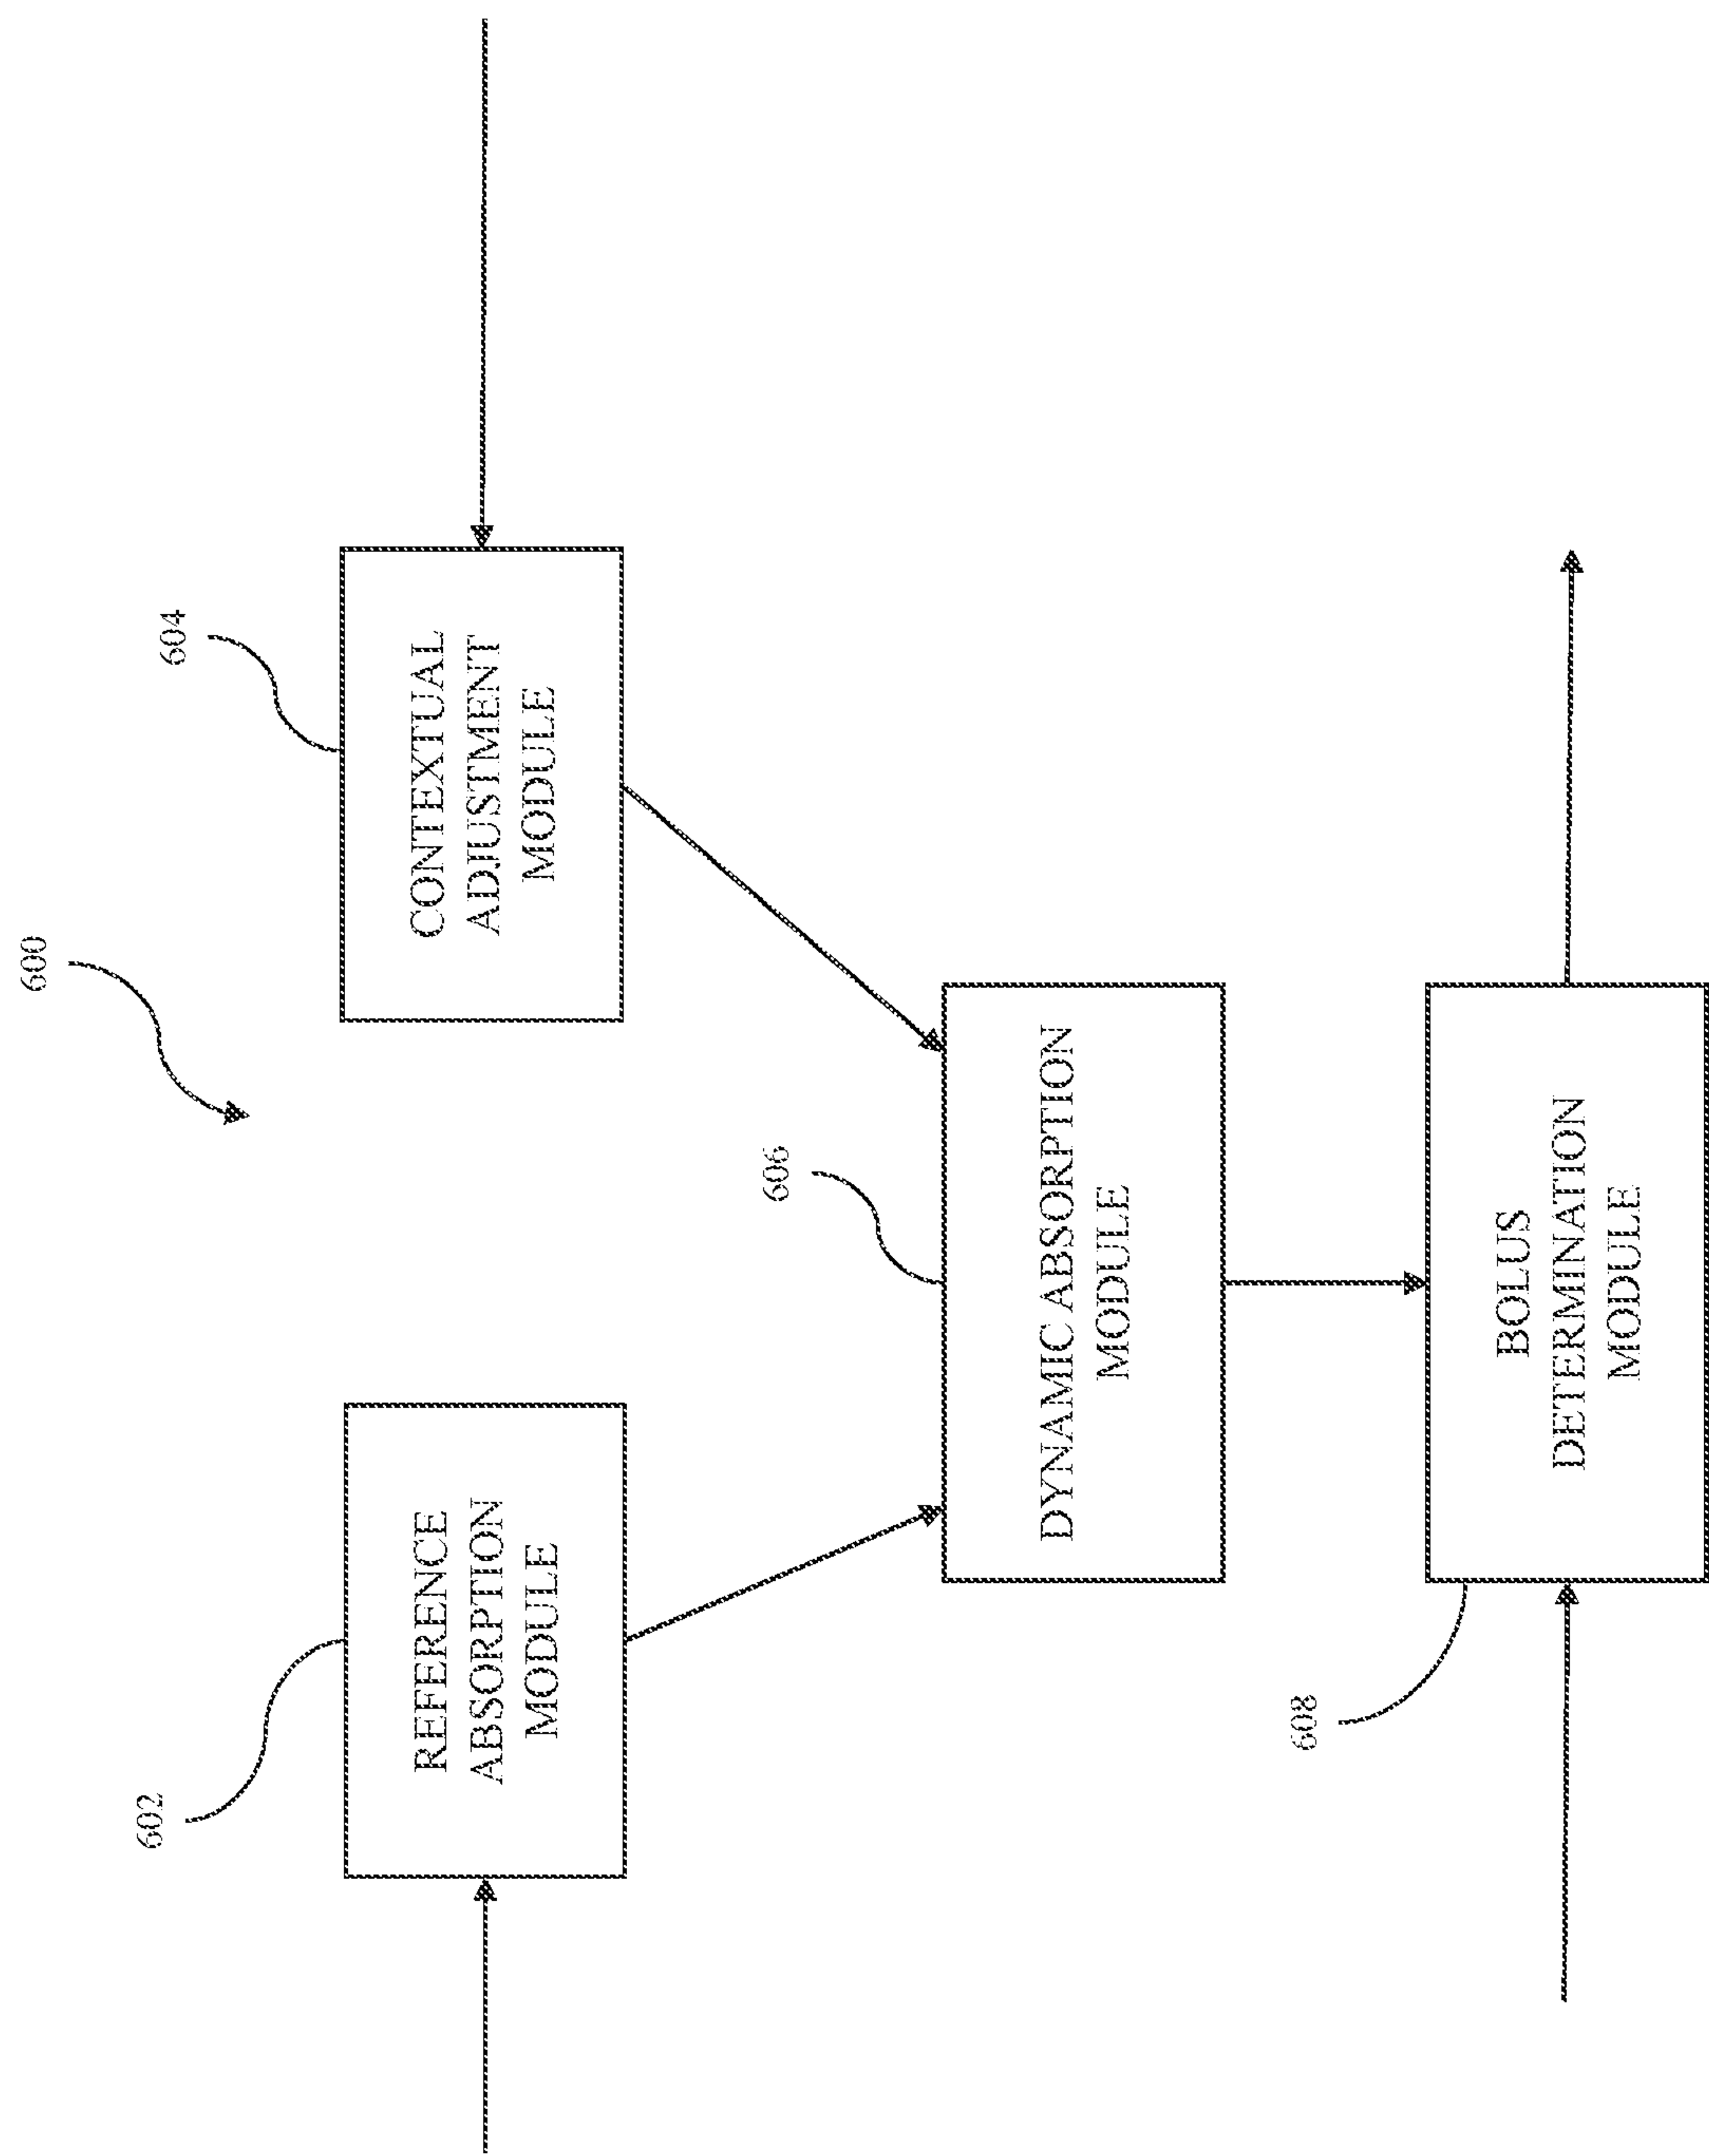 600
602
REFERENCE
ABSORPTION
MODULE
604
CONTEXTUAL
ADJUSTMENT
MODULE
606
DYNAMIC ABSORPTION
MODULE
608
BOLUS
DETERMINATION
MODULE